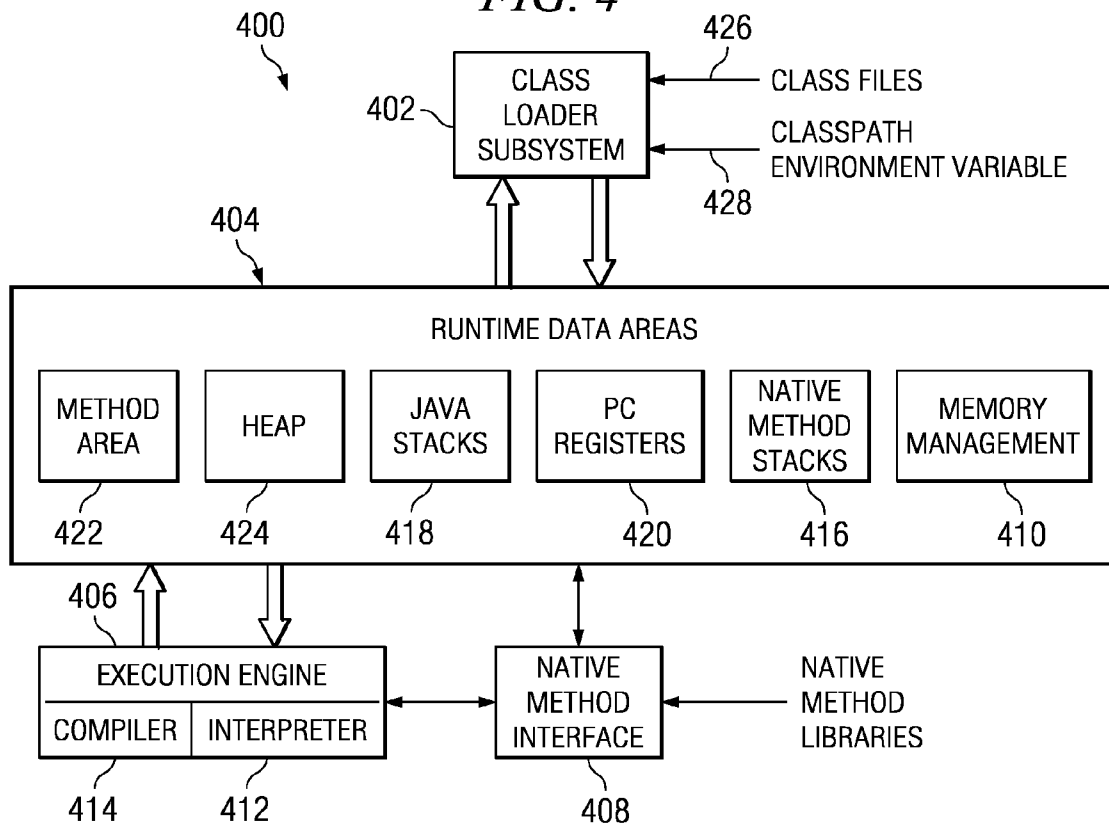 FIG. 4
400
426
CLASS
LOADER
SUBSYSTEM
402
CLASS FILES
CLASSPATH
ENVIRONMENT VARIABLE
428
404
RUNTIME DATA AREAS
METHOD
AREA
HEAP
JAVA
STACKS
PC
REGISTERS
NATIVE
METHOD
STACKS
MEMORY
MANAGEMENT
422
424
418
420
416
410
406
EXECUTION ENGINE
COMPILER
INTERPRETER
NATIVE
METHOD
INTERFACE
NATIVE
METHOD
LIBRARIES
414
412
408